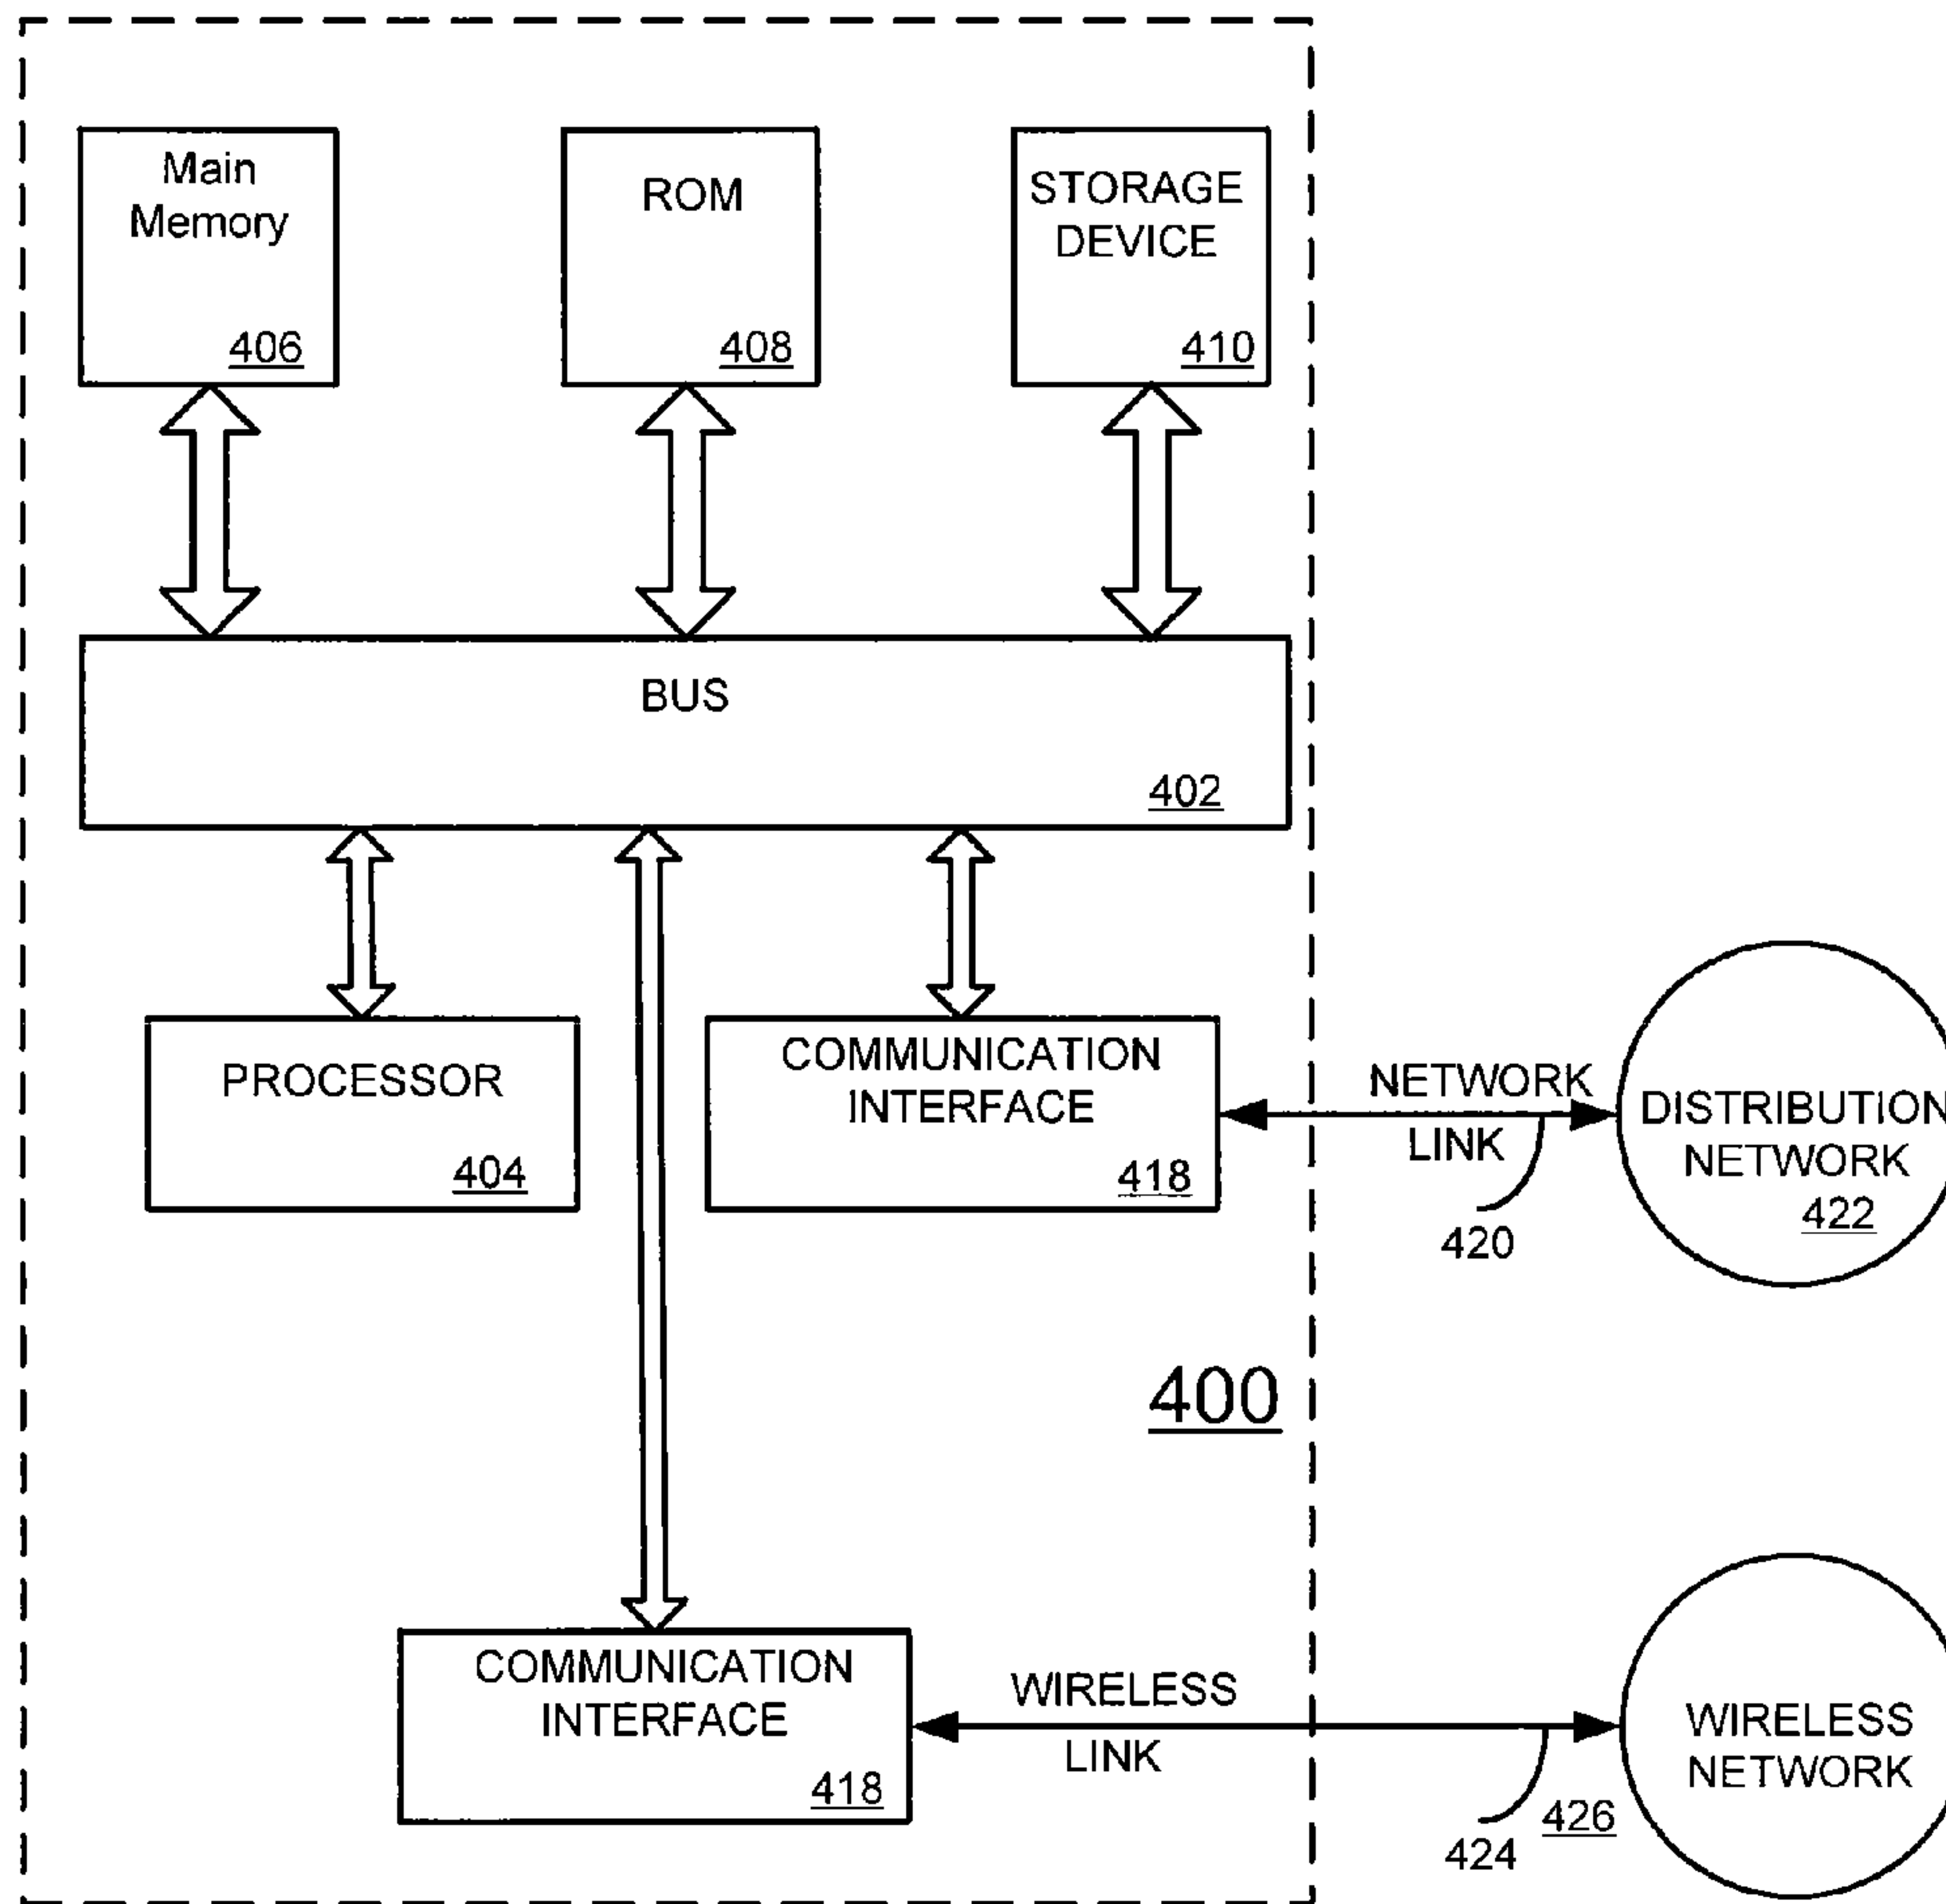 Main
Memory
406
ROM
408
STORAGE
DEVICE
410
BUS
402
PROCESSOR
404
COMMUNICATION
INTERFACE
418
NETWORK
LINK
420
DISTRIBUTION
NETWORK
422
400
COMMUNICATION
INTERFACE
418
WIRELESS
LINK
424
426
WIRELESS
NETWORK